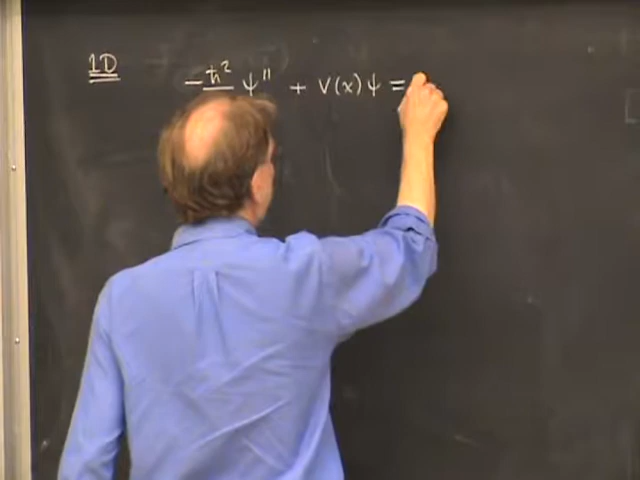 1D
-ħ² ψ'' + V(x) ψ =